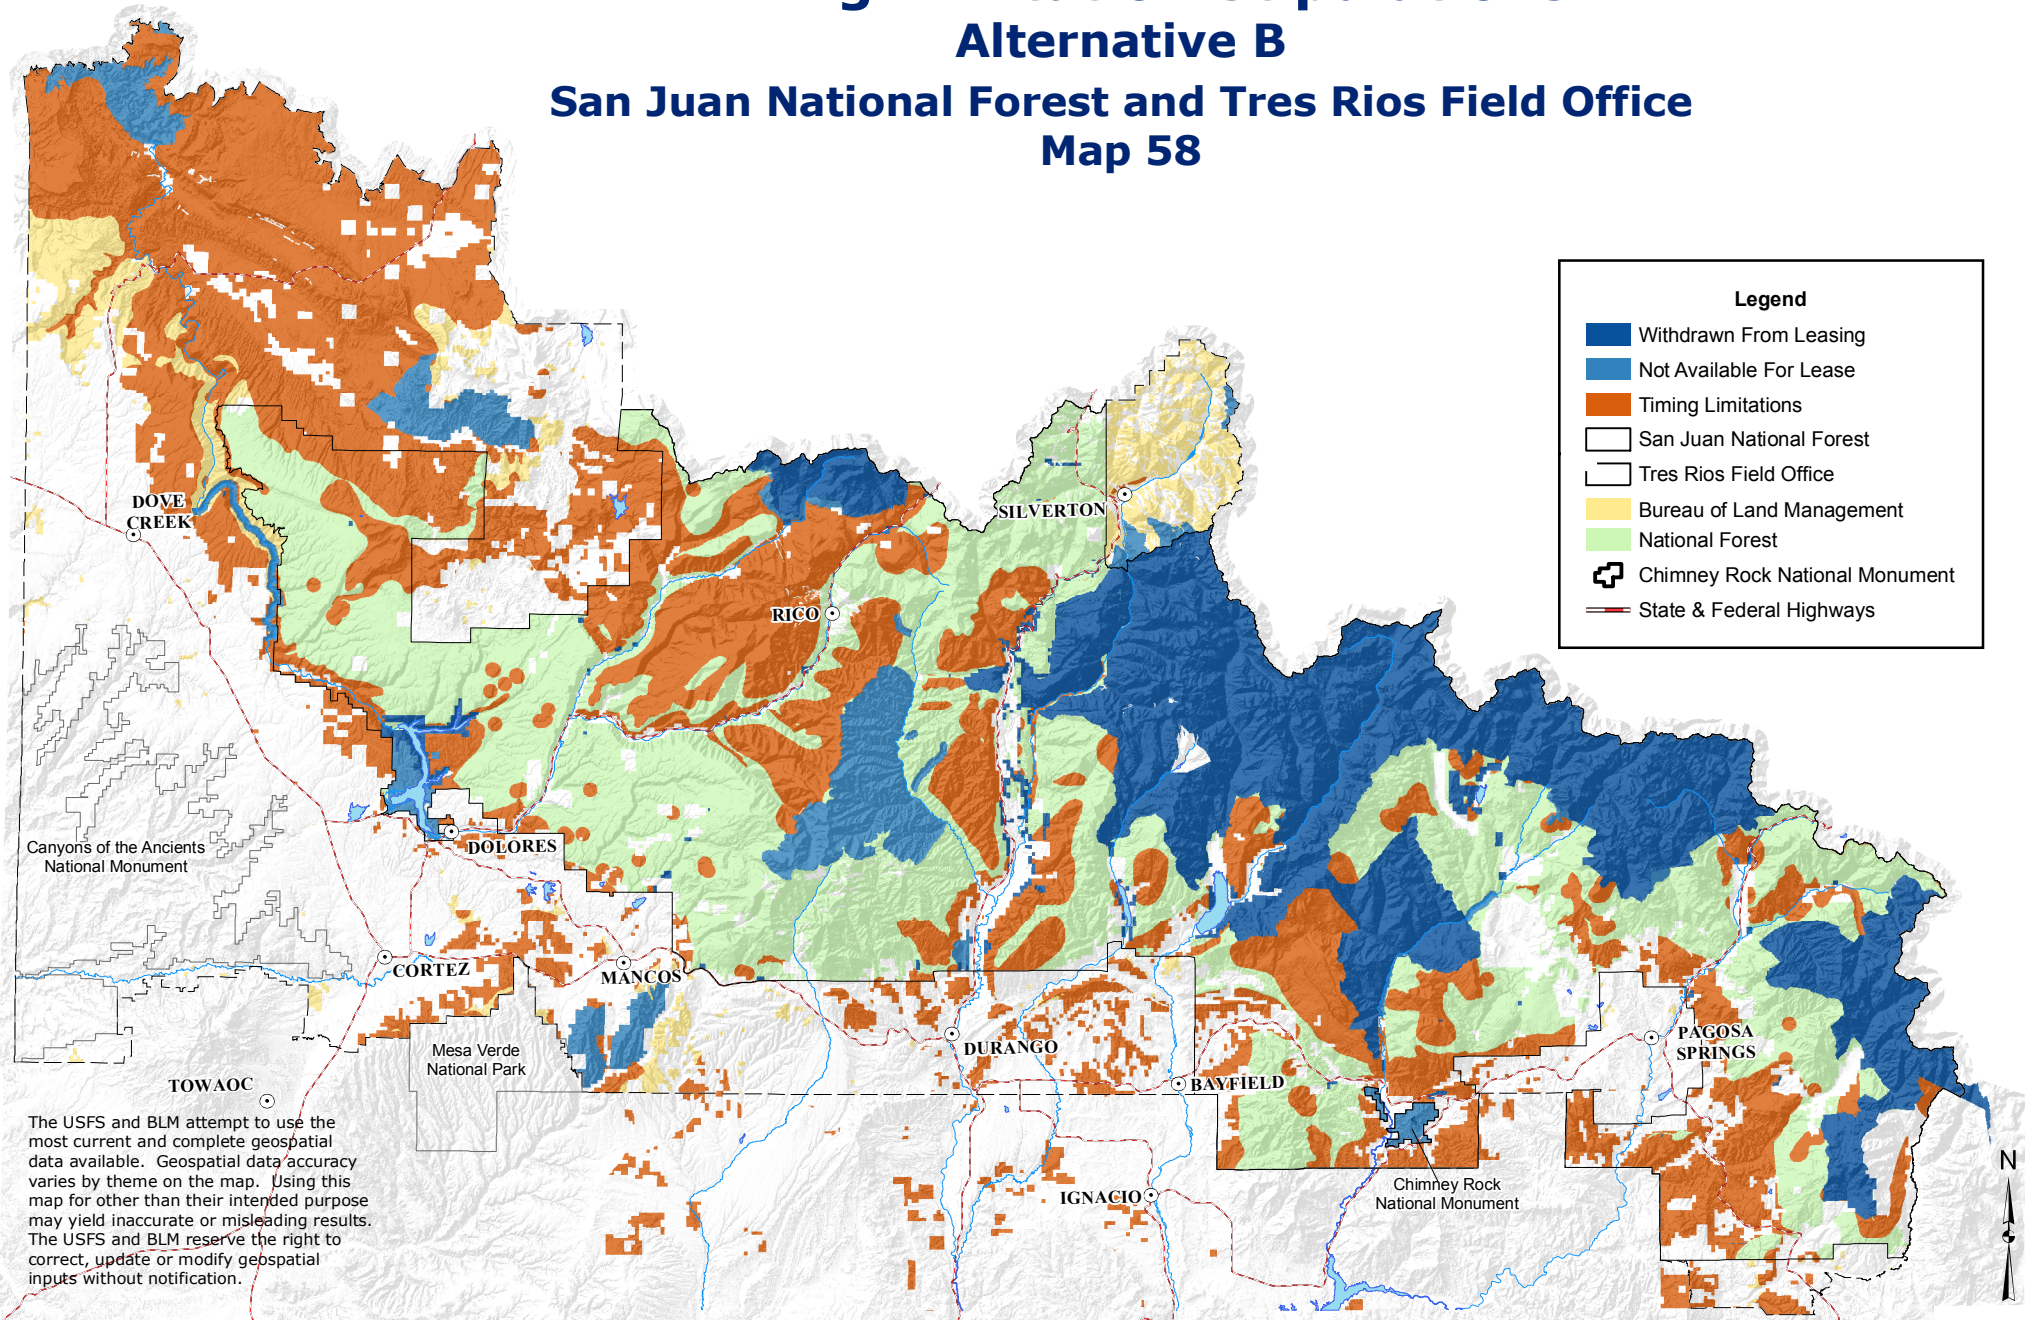 Alternative B
San Juan National Forest and Tres Rios Field Office
Map 58
Legend
Withdrawn From Leasing
Not Available For Lease
Timing Limitations
San Juan National Forest
Tres Rios Field Office
Bureau of Land Management
National Forest
Chimney Rock National Monument
State & Federal Highways
SILVERTON
DOVE
CREEK
RICO
Canyons of the Ancients
National Monument
DOLORES
CORTEZ
MANCOS
Mesa Verde
National Park
DURANGO
PAGOSA
SPRINGS
BAYFIELD
TOWAOC
IGNACIO
Chimney Rock
National Monument
N
The USFS and BLM attempt to use the
most current and complete geospatial
data available. Geospatial data accuracy
varies by theme on the map. Using this
map for other than their intended purpose
may yield inaccurate or misleading results.
The USFS and BLM reserve the right to
correct, update or modify geospatial
inputs without notification.